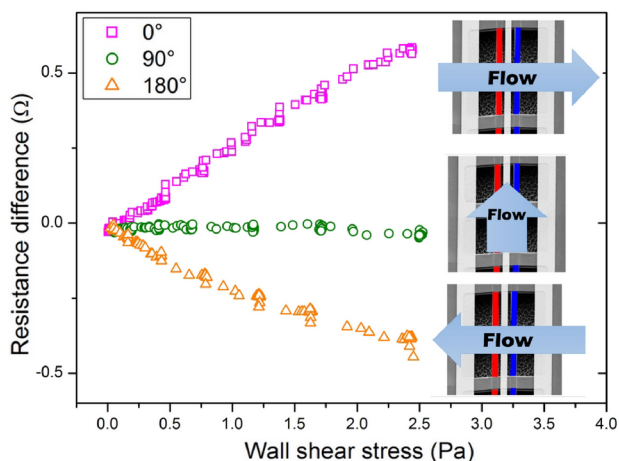 0°
90°
180°
Flow
Flow
Flow
0.5
0.0
-0.5
Resistance difference (Ω)
0.0 0.5 1.0 1.5 2.0 2.5 3.0 3.5 4.0
Wall shear stress (Pa)